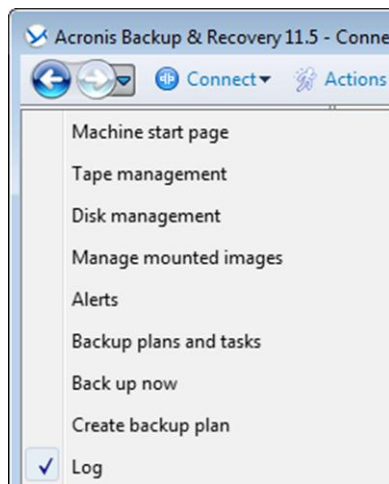 Acronis Backup & Recovery 11.5 - Conne
Connect Actions
Machine start page
Tape management
Disk management
Manage mounted images
Alerts
Backup plans and tasks
Back up now
Create backup plan
Log